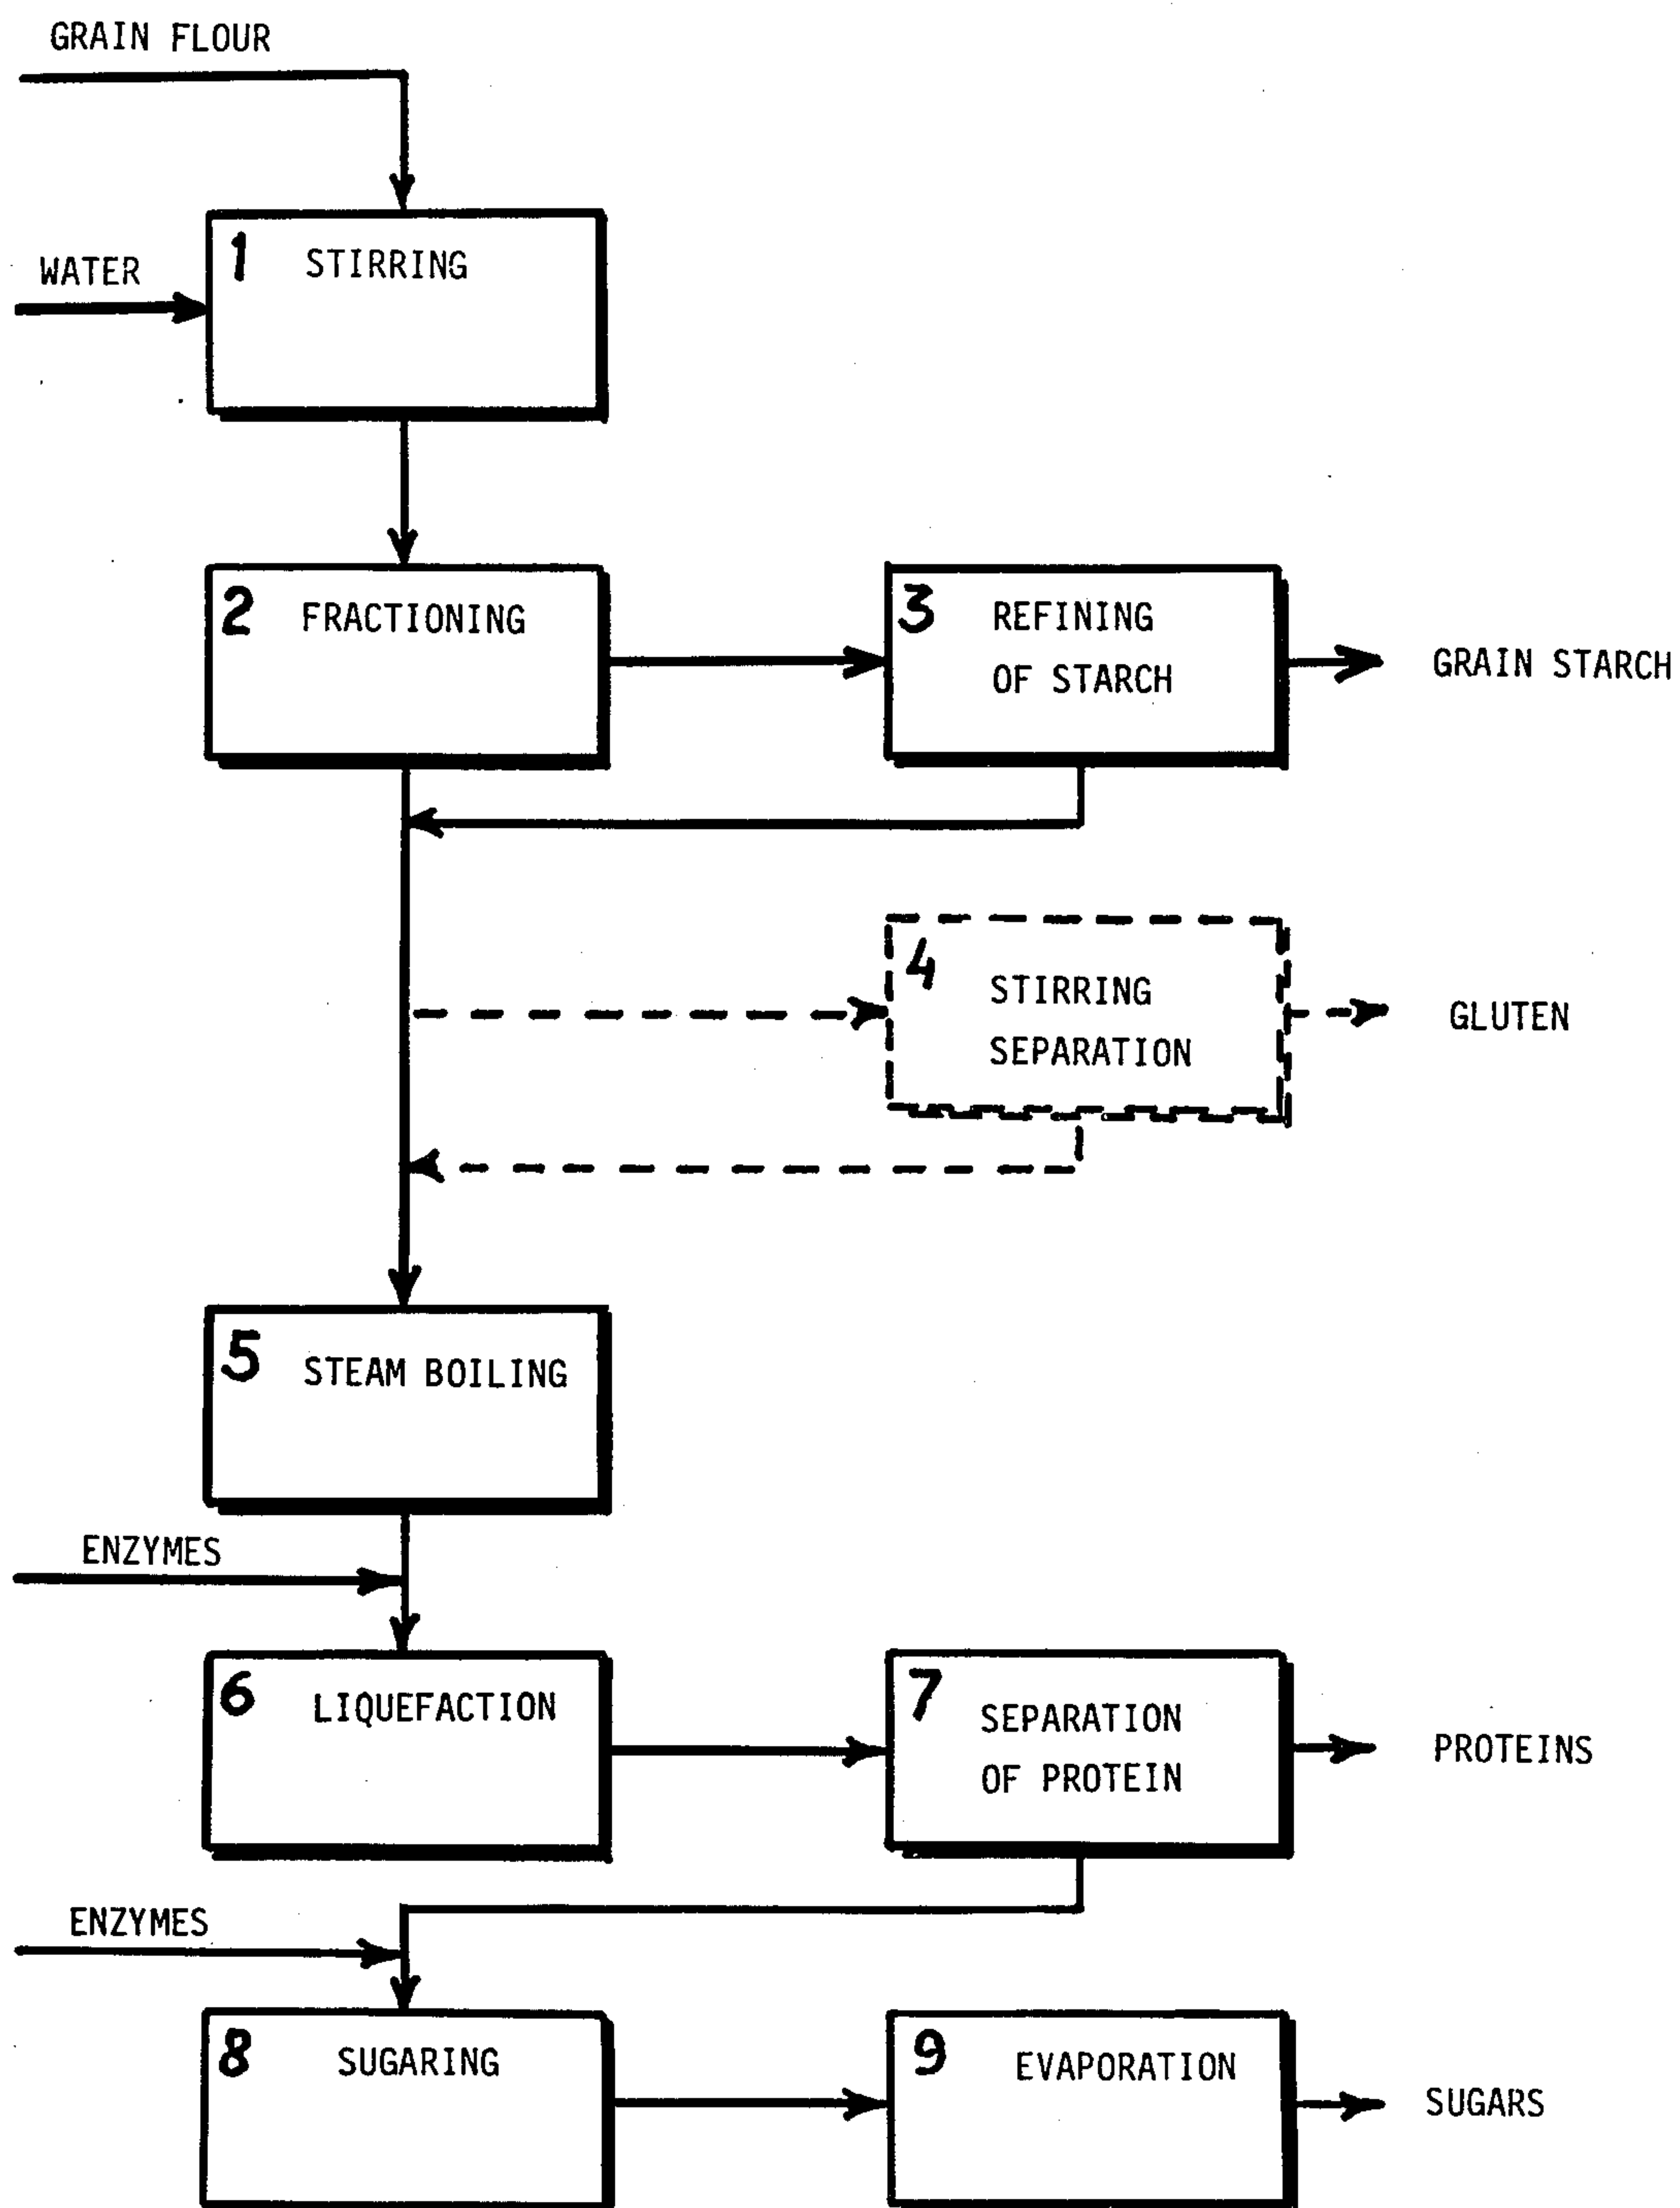 GRAIN FLOUR
WATER
1 STIRRING
2 FRACTIONING
3 REFINING
OF STARCH
GRAIN STARCH
4
STIRRING
SEPARATION
GLUTEN
5 STEAM BOILING
ENZYMES
6 LIQUEFACTION
7
SEPARATION
OF PROTEIN
PROTEINS
ENZYMES
8 SUGARING
9 EVAPORATION
SUGARS